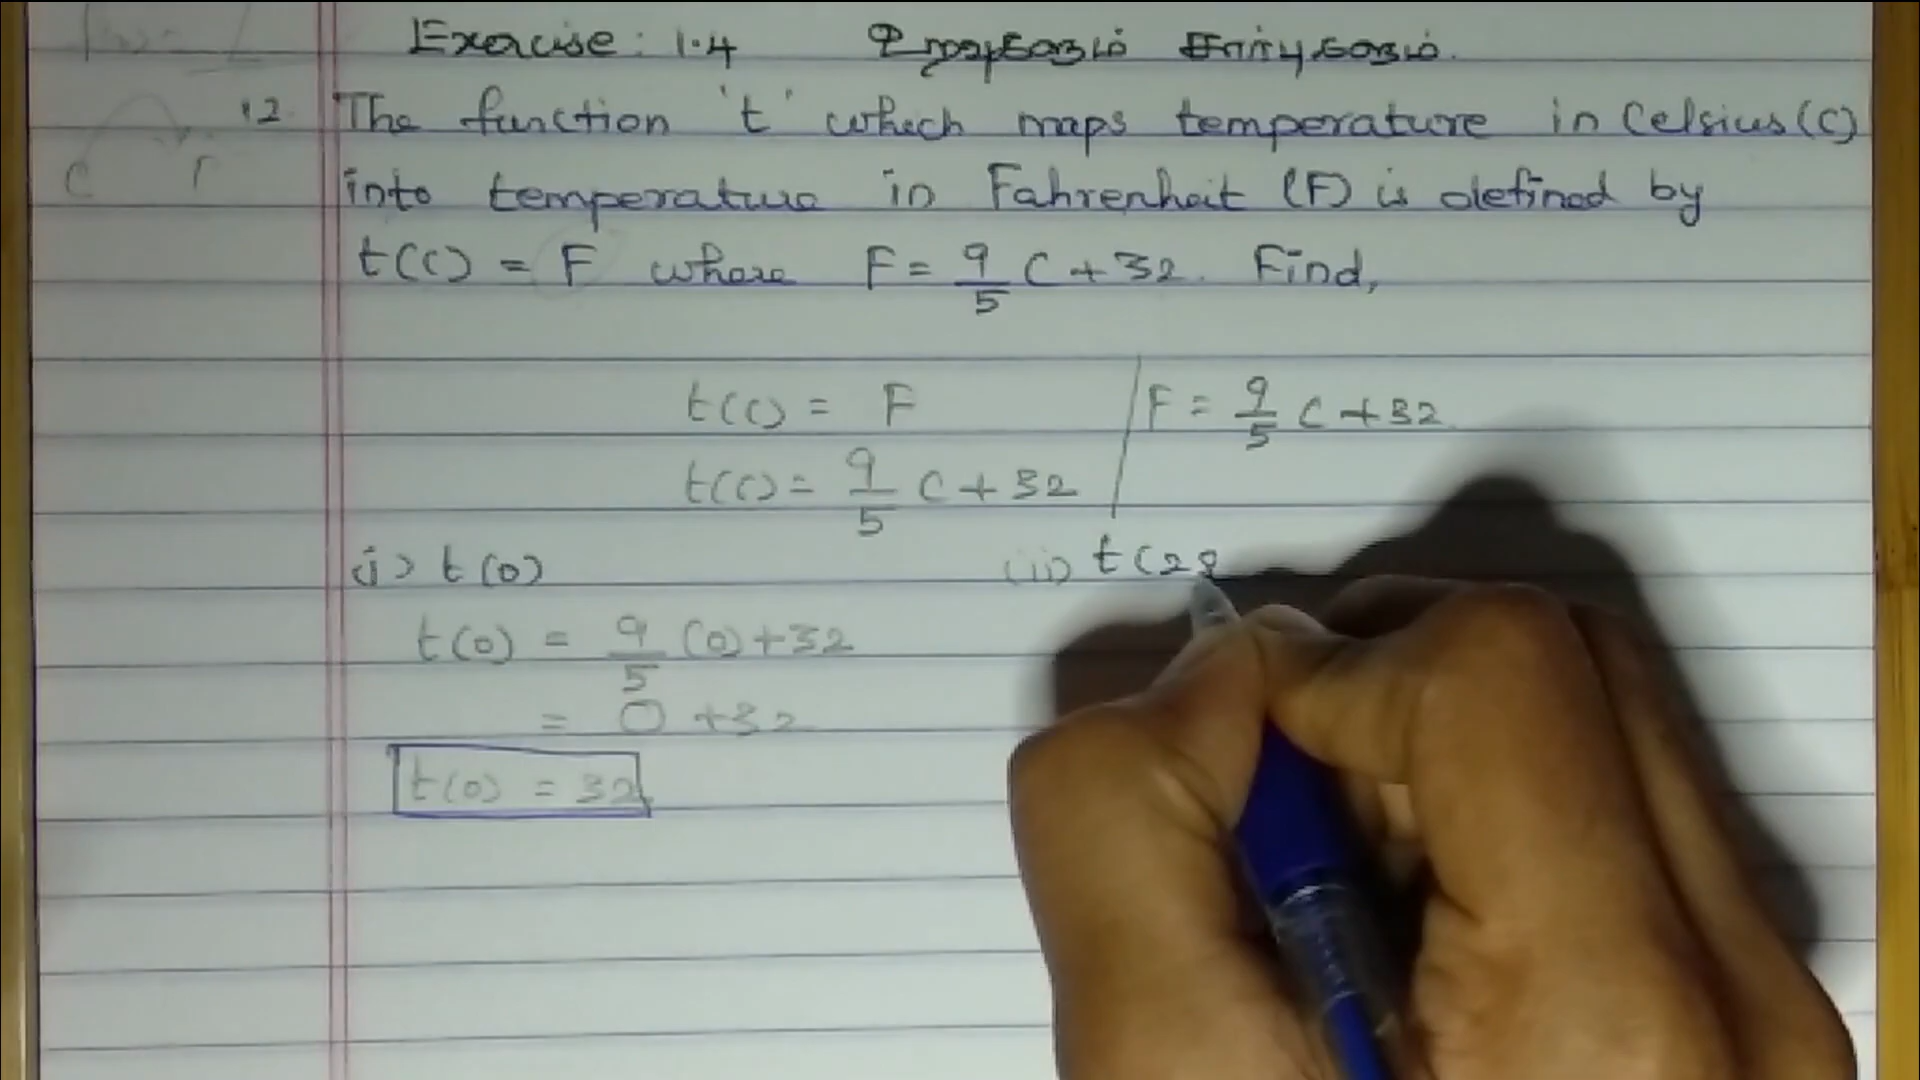 Exercise: 1.4
12. The function 't' which maps temperature in Celsius (C)
into temperature in Fahrenheit (F) is defined by
t(C) = F where F = 9/5 C + 32. Find,
t(C) = F
F = 9/5 C + 32
t(C) = 9/5 C + 32
(i) t(0)
(ii) t(28
t(0) = 9/5 (0) + 32
= 0 + 32
t(0) = 32
C F